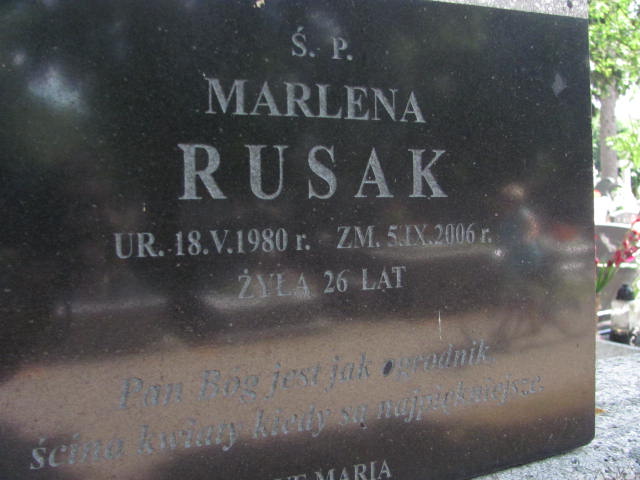 Ś. P.
MARLENA
RUSAK
UR. 18.V.1980 r. ZM. 5.IX.2006 r.
ŻYŁA 26 LAT
Pan Bóg jest jak ogrodnik,
ścina kwiaty kiedy są najpiękniejsze.
MARIA